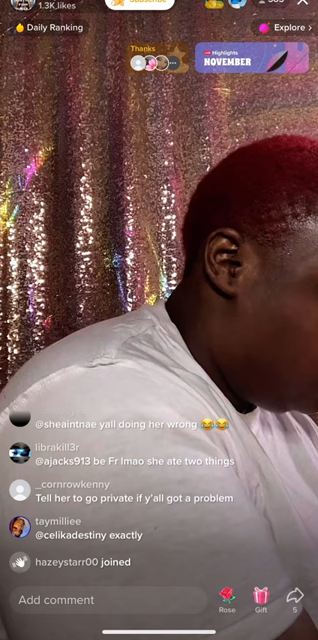 1.3K likes
Subscribe
Daily Ranking
Explore >
Thanks
Highlights
NOVEMBER
@sheaintnae yall doing her wrong 😂😂
librakill3r
@ajacks913 be Fr lmao she ate two things
_cornrowkenny
Tell her to go private if y'all got a problem
taymilliee
@celikadestiny exactly
hazeystarr00 joined
Add comment
Rose
Gift
5